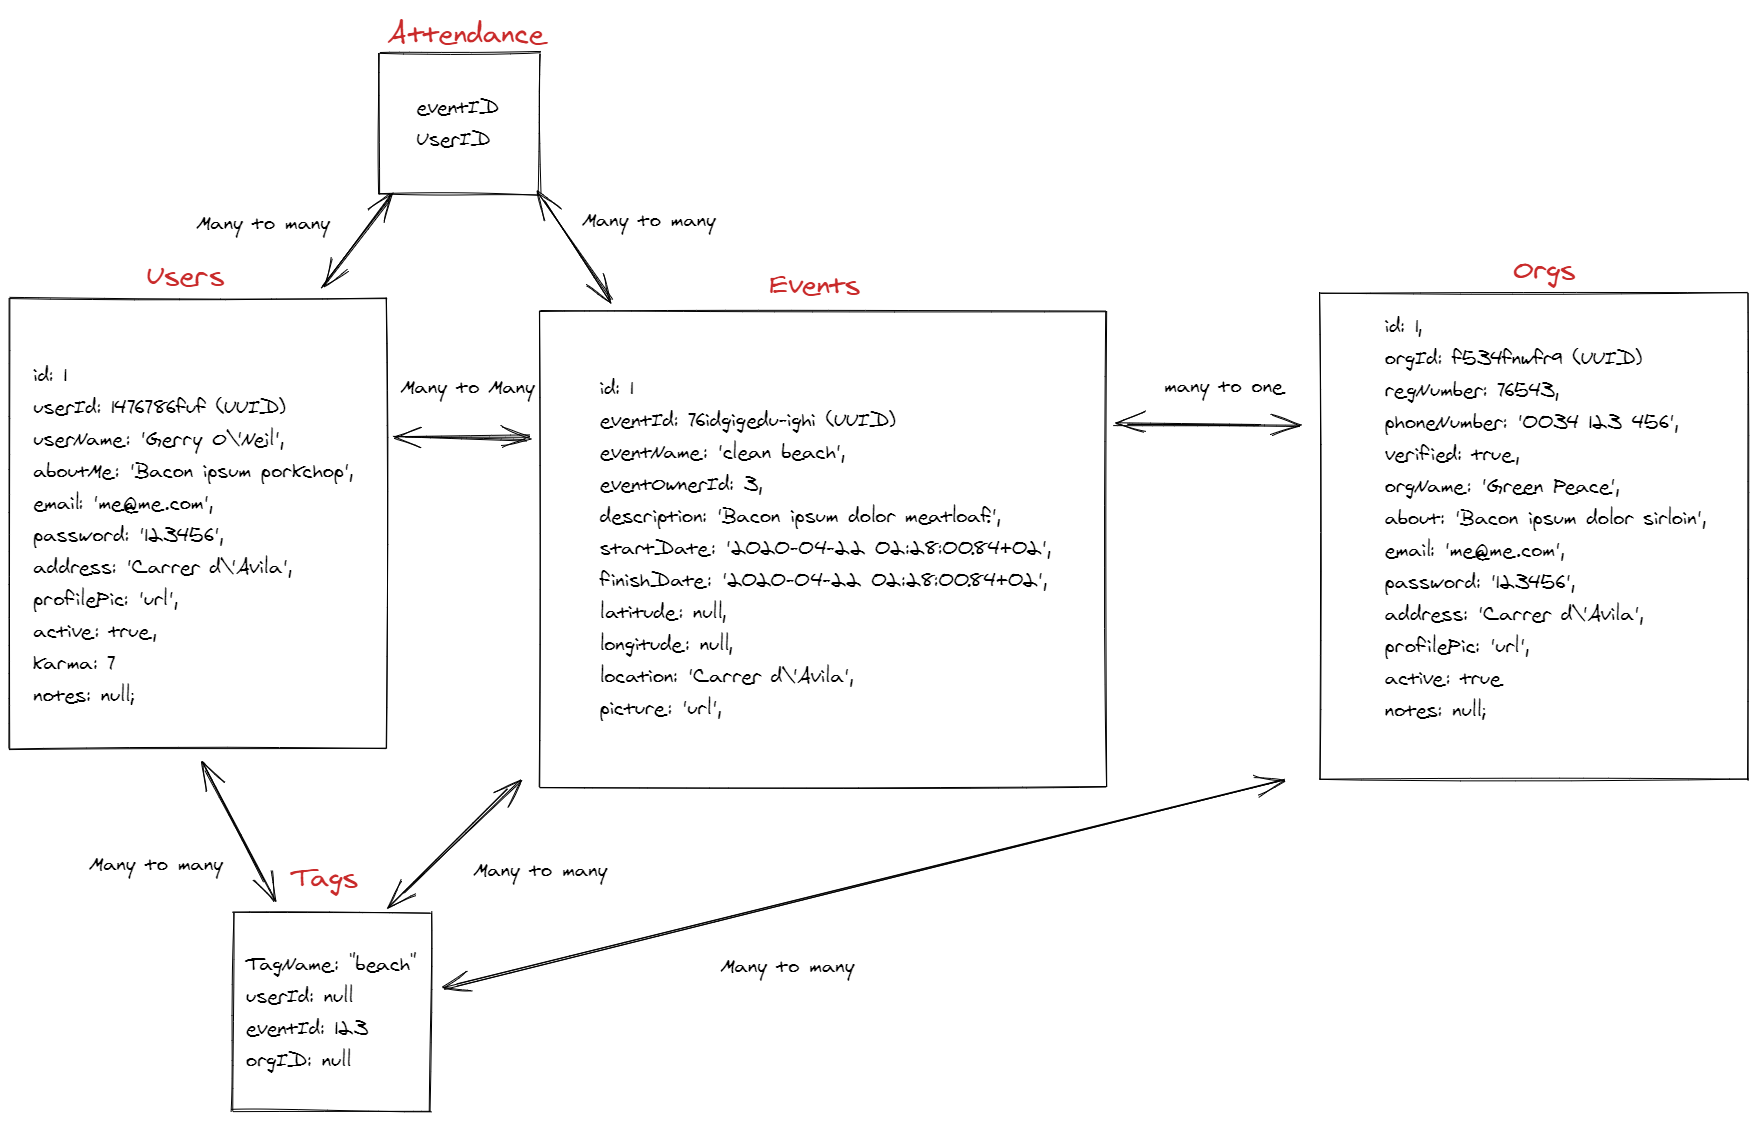 Attendance
eventID
UserID
Many to many
Many to many
Users
id: 1
userId: 1476786fuf (UUID)
userName: 'Gerry O\'Neil',
aboutMe: 'Bacon ipsum porkchop',
email: 'me@me.com',
password: '123456',
address: 'Carrer d\'Avila',
profilePic: 'url',
active: true,
karma: 7
notes: null;
Many to Many
Events
id: 1
eventId: 76idgigedu-ighi (UUID)
eventName: 'clean beach',
eventOwnerId: 3,
description: 'Bacon ipsum dolor meatloaf.',
startDate: '2020-04-22 02:28:00.84+02',
finishDate: '2020-04-22 02:28:00.84+02',
latitude: null,
longitude: null,
location: 'Carrer d\'Avila',
picture: 'url',
many to one
Orgs
id: 1,
orgId: f534fnwfr9 (UUID)
regNumber: 76543,
phoneNumber: '0034 123 456',
verified: true,
orgName: 'Green Peace',
about: 'Bacon ipsum dolor sirloin',
email: 'me@me.com',
password: '123456',
address: 'Carrer d\'Avila',
profilePic: 'url',
active: true
notes: null;
Many to many
Many to many
Many to many
Tags
TagName: "beach"
userId: null
eventId: 123
orgID: null